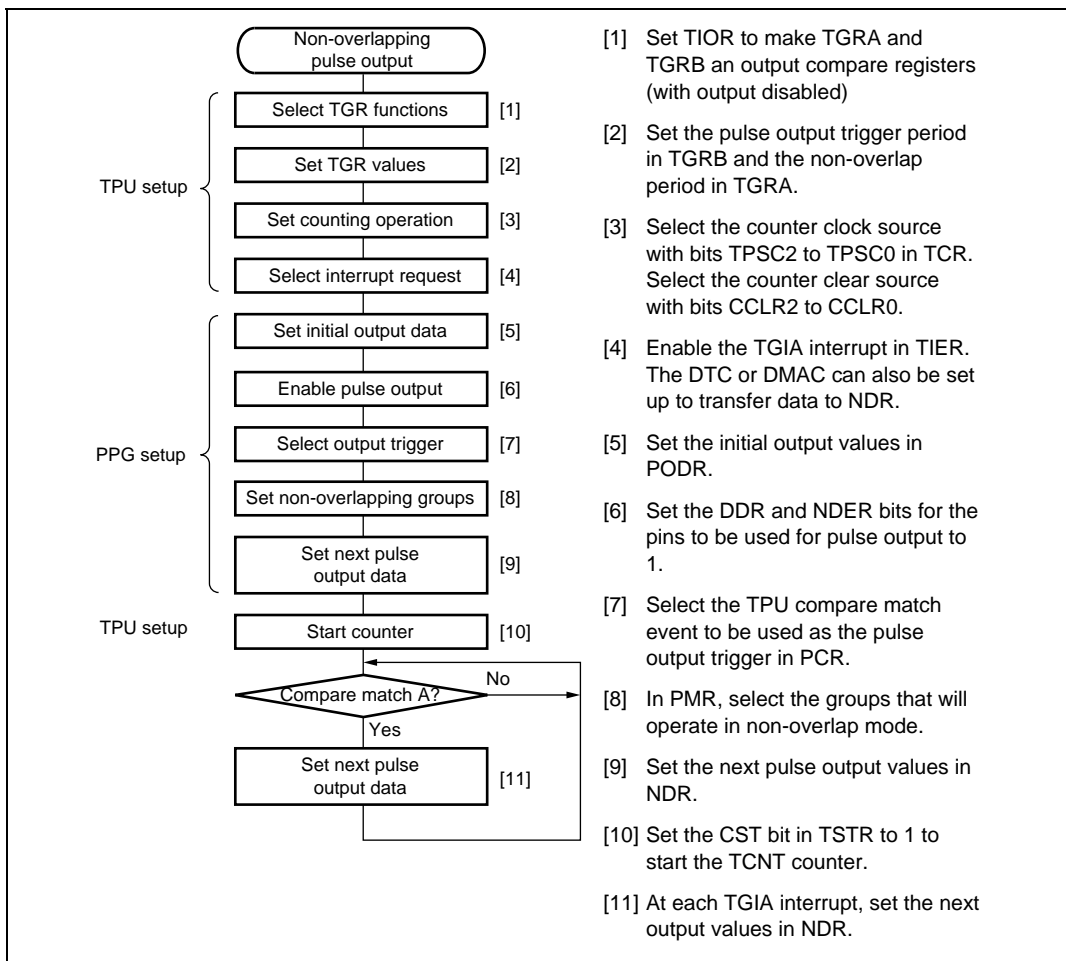 Non-overlapping
pulse output
Select TGR functions [1]
Set TGR values [2]
TPU setup
Set counting operation [3]
Select interrupt request [4]
Set initial output data [5]
Enable pulse output [6]
Select output trigger [7]
PPG setup
Set non-overlapping groups [8]
Set next pulse
output data
[9]
TPU setup
Start counter [10]
Compare match A?
No
Yes
Set next pulse
output data
[11]
[1] Set TIOR to make TGRA and
TGRB an output compare registers
(with output disabled)
[2] Set the pulse output trigger period
in TGRB and the non-overlap
period in TGRA.
[3] Select the counter clock source
with bits TPSC2 to TPSC0 in TCR.
Select the counter clear source
with bits CCLR2 to CCLR0.
[4] Enable the TGIA interrupt in TIER.
The DTC or DMAC can also be set
up to transfer data to NDR.
[5] Set the initial output values in
PODR.
[6] Set the DDR and NDER bits for the
pins to be used for pulse output to
1.
[7] Select the TPU compare match
event to be used as the pulse
output trigger in PCR.
[8] In PMR, select the groups that will
operate in non-overlap mode.
[9] Set the next pulse output values in
NDR.
[10] Set the CST bit in TSTR to 1 to
start the TCNT counter.
[11] At each TGIA interrupt, set the next
output values in NDR.